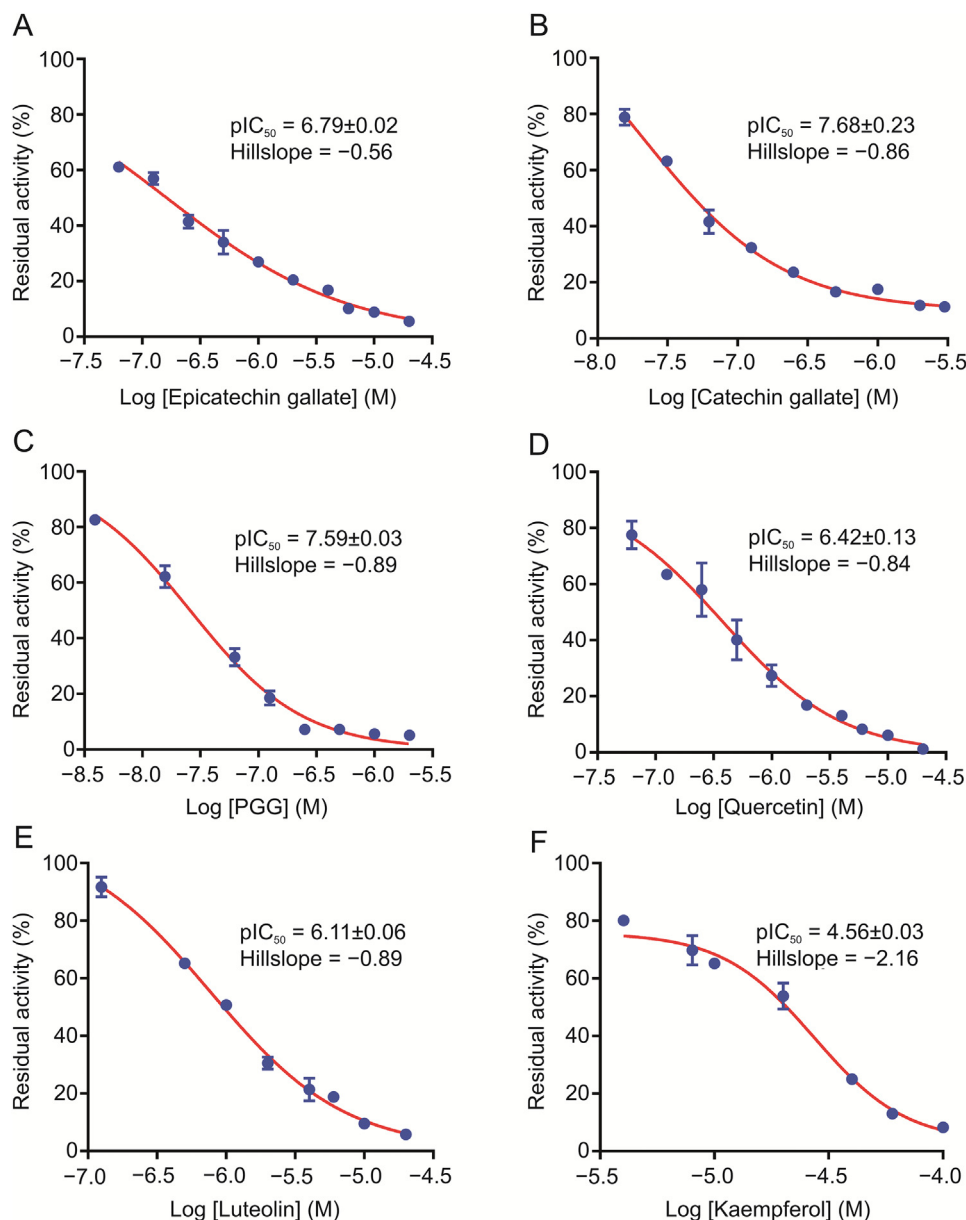 A
100
80
60
40
20
0
Residual activity (%)
pIC50 = 6.79±0.02
Hillslope = −0.56
−7.5 −7.0 −6.5 −6.0 −5.5 −5.0 −4.5
Log [Epicatechin gallate] (M)
B
100
80
60
40
20
0
Residual activity (%)
pIC50 = 7.68±0.23
Hillslope = −0.86
−8.0 −7.5 −7.0 −6.5 −6.0 −5.5
Log [Catechin gallate] (M)
C
100
80
60
40
20
0
Residual activity (%)
pIC50 = 7.59±0.03
Hillslope = −0.89
−8.5 −8.0 −7.5 −7.0 −6.5 −6.0 −5.5
Log [PGG] (M)
D
100
80
60
40
20
0
Residual activity (%)
pIC50 = 6.42±0.13
Hillslope = −0.84
−7.5 −7.0 −6.5 −6.0 −5.5 −5.0 −4.5
Log [Quercetin] (M)
E
100
80
60
40
20
0
Residual activity (%)
pIC50 = 6.11±0.06
Hillslope = −0.89
−7.0 −6.5 −6.0 −5.5 −5.0 −4.5
Log [Luteolin] (M)
F
100
80
60
40
20
0
Residual activity (%)
pIC50 = 4.56±0.03
Hillslope = −2.16
−5.5 −5.0 −4.5 −4.0
Log [Kaempferol] (M)